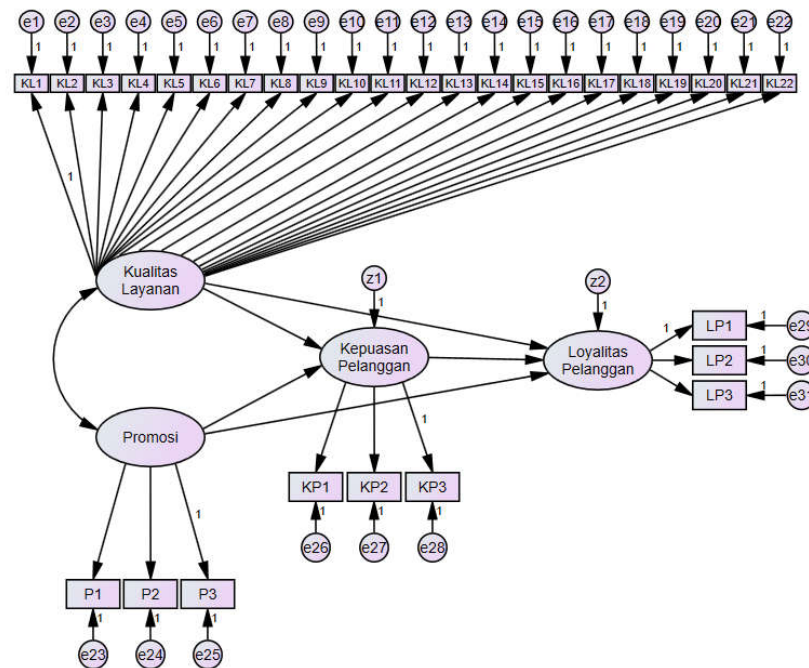 e1 e2 e3 e4 e5 e6 e7 e8 e9 e10 e11 e12 e13 e14 e15 e16 e17 e18 e19 e20 e21 e22
1 1 1 1 1 1 1 1 1 1 1 1 1 1 1 1 1 1 1 1 1 1
KL1 KL2 KL3 KL4 KL5 KL6 KL7 KL8 KL9 KL10 KL11 KL12 KL13 KL14 KL15 KL16 KL17 KL18 KL19 KL20 KL21 KL22
1
Kualitas
Layanan
z1
1
z2
1
Kepuasan
Pelanggan
Loyalitas
Pelanggan
1
LP1 1 e29
LP2 1 e30
LP3 1 e31
Promosi
1
KP1 KP2 KP3
1 1 1
e26 e27 e28
1
P1 P2 P3
1 1 1
e23 e24 e25